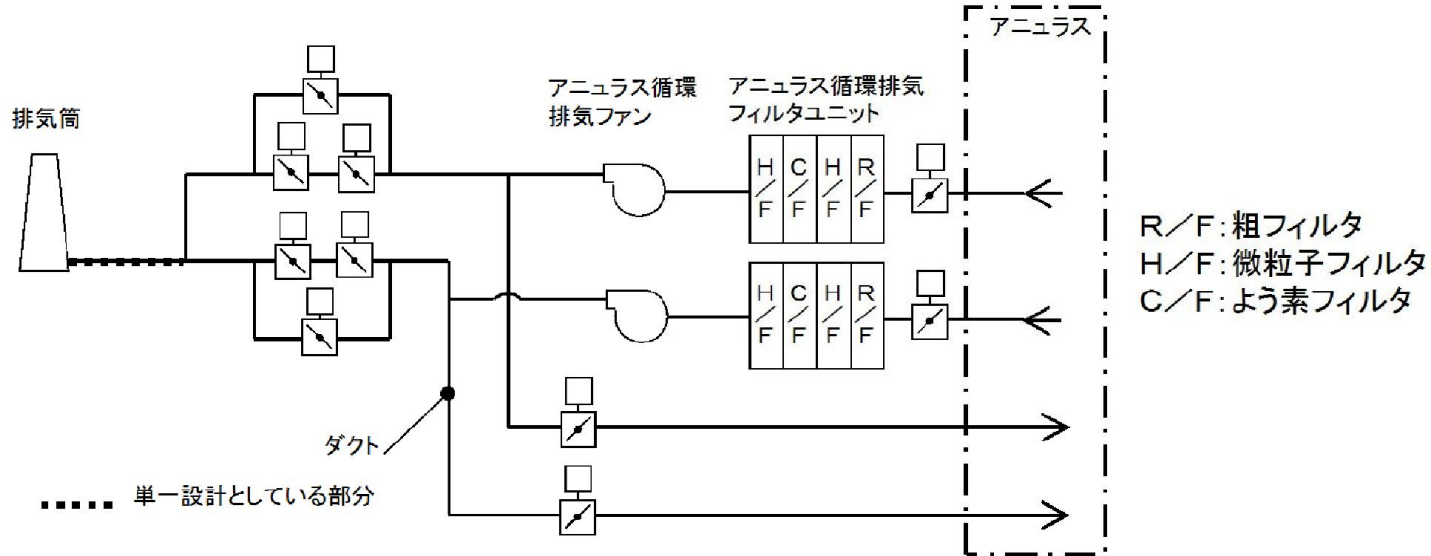 アニュラス
排気筒
アニュラス循環
排気ファン
アニュラス循環排気
フィルタユニット
H/F
C/F
H/F
R/F
R/F:粗フィルタ
H/F:微粒子フィルタ
C/F:よう素フィルタ
H/F
C/F
H/F
R/F
ダクト
単一設計としている部分